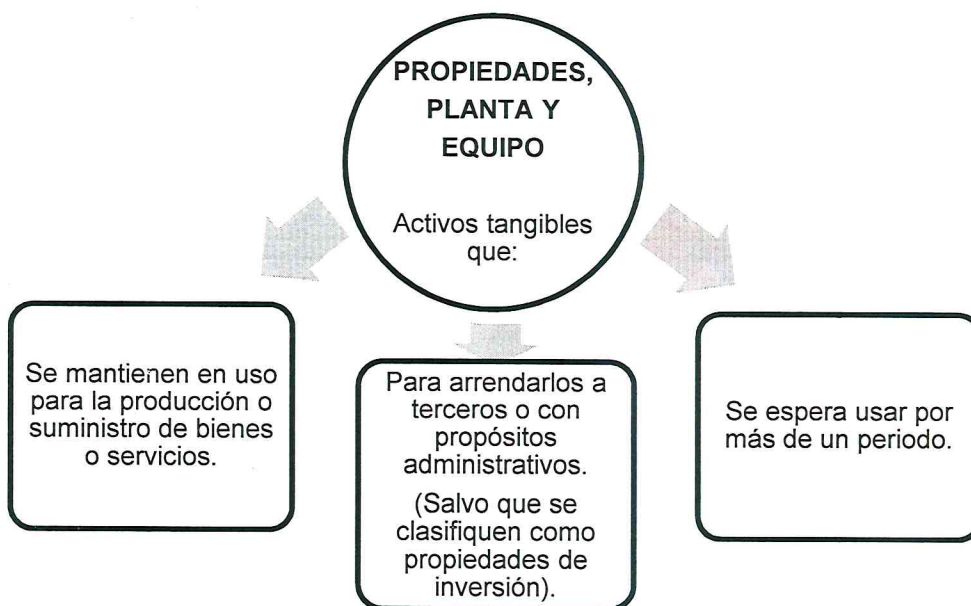 PROPIEDADES,
PLANTA Y
EQUIPO
Activos tangibles
que:
Se mantienen en uso
para la producción o
suministro de bienes
o servicios.
Para arrendarlos a
terceros o con
propósitos
administrativos.
(Salvo que se
clasifiquen como
propiedades de
inversión).
Se espera usar por
más de un periodo.